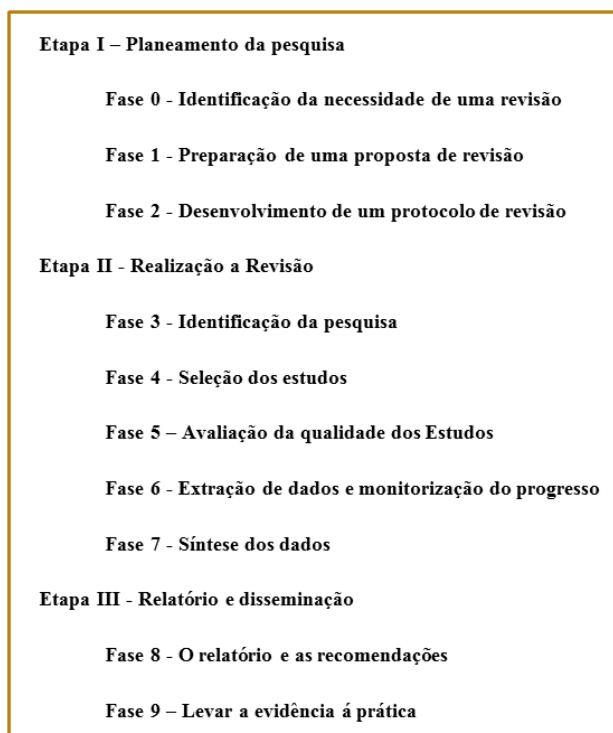 Etapa I – Planeamento da pesquisa
Fase 0 - Identificação da necessidade de uma revisão
Fase 1 - Preparação de uma proposta de revisão
Fase 2 - Desenvolvimento de um protocolo de revisão
Etapa II - Realização a Revisão
Fase 3 - Identificação da pesquisa
Fase 4 - Seleção dos estudos
Fase 5 – Avaliação da qualidade dos Estudos
Fase 6 - Extração de dados e monitorização do progresso
Fase 7 - Síntese dos dados
Etapa III - Relatório e disseminação
Fase 8 - O relatório e as recomendações
Fase 9 – Levar a evidência á prática